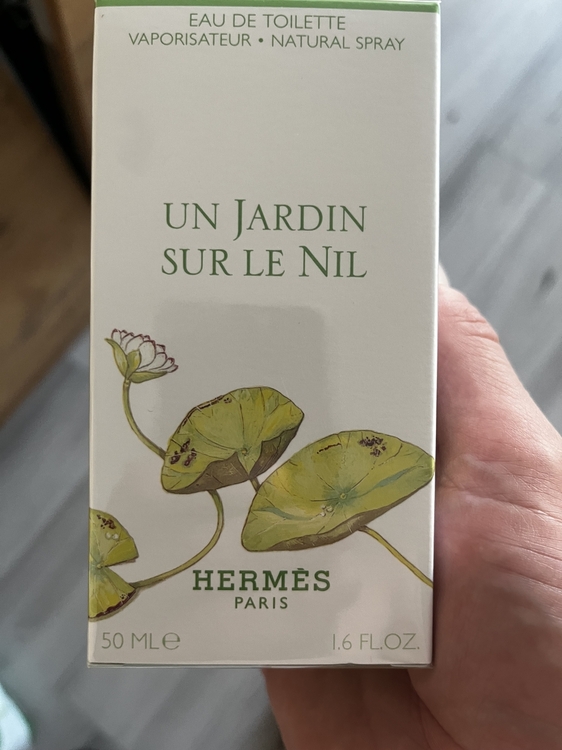 EAU DE TOILETTE
VAPORISATEUR • NATURAL SPRAY
UN JARDIN
SUR LE NIL
HERMÈS
PARIS
50 ML℮
1.6 FL.OZ.